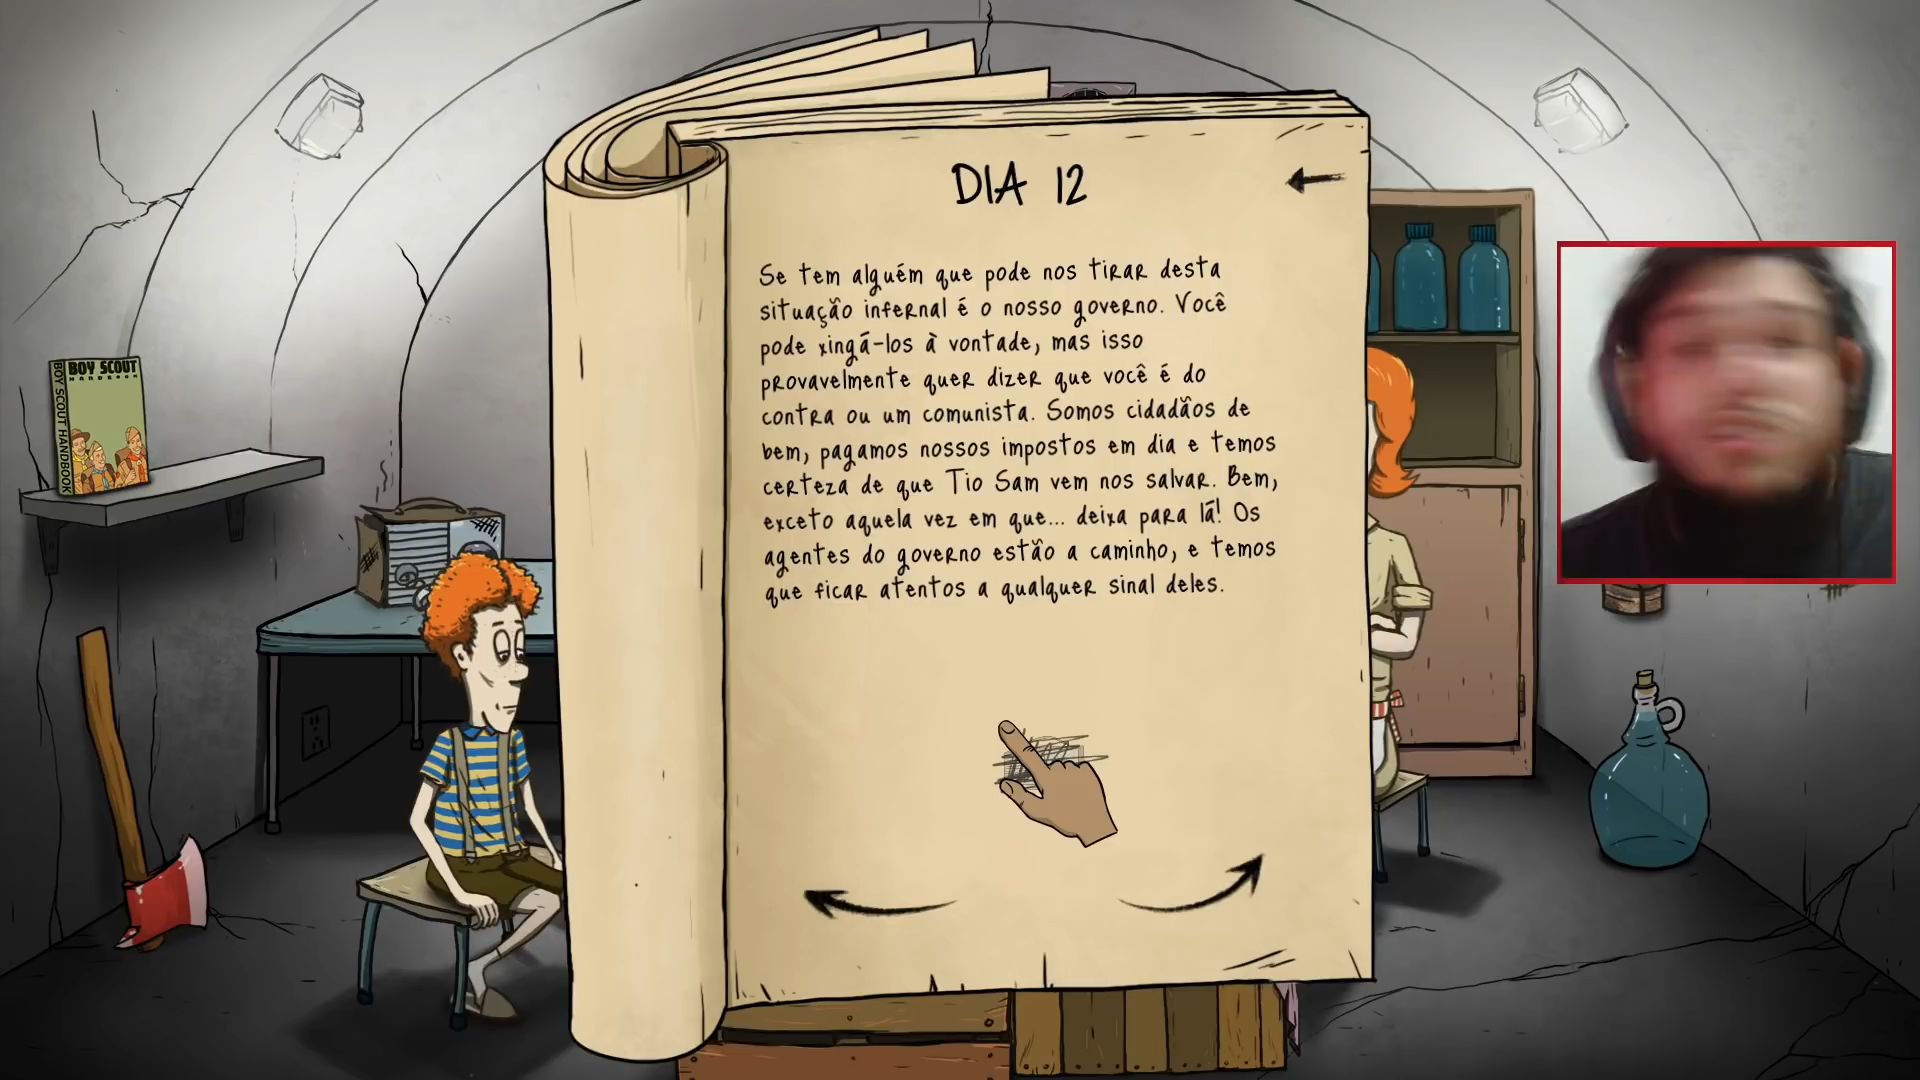 BOY SCOUT
HANDBOOK
BOY SCOUT HANDBOOK
DIA 12
Se tem alguém que pode nos tirar desta
situação infernal é o nosso governo. Você
pode xingá-los à vontade, mas isso
provavelmente quer dizer que você é do
contra ou um comunista. Somos cidadãos de
bem, pagamos nossos impostos em dia e temos
certeza de que Tio Sam vem nos salvar. Bem,
exceto aquela vez em que... deixa para lá! Os
agentes do governo estão a caminho, e temos
que ficar atentos a qualquer sinal deles.